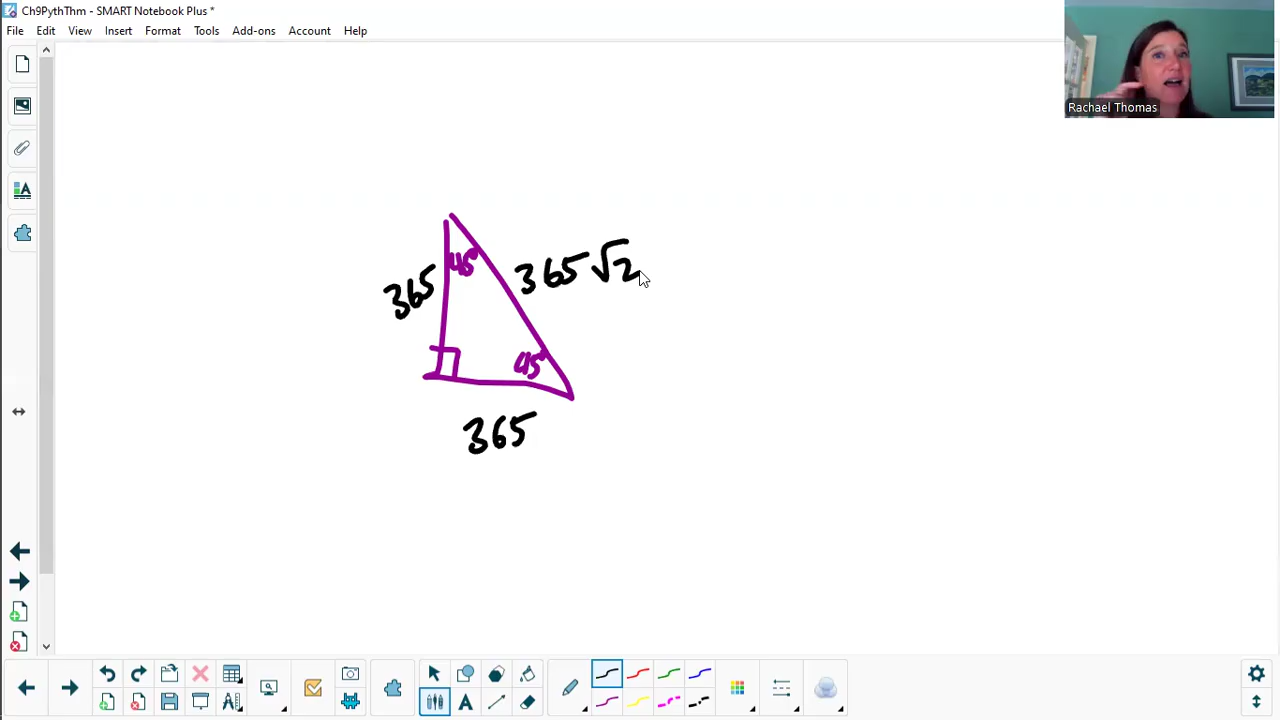 Ch9PythThm - SMART Notebook Plus *
File Edit View Insert Format Tools Add-ons Account Help
Rachael Thomas
45°
365 √2
365
45°
365